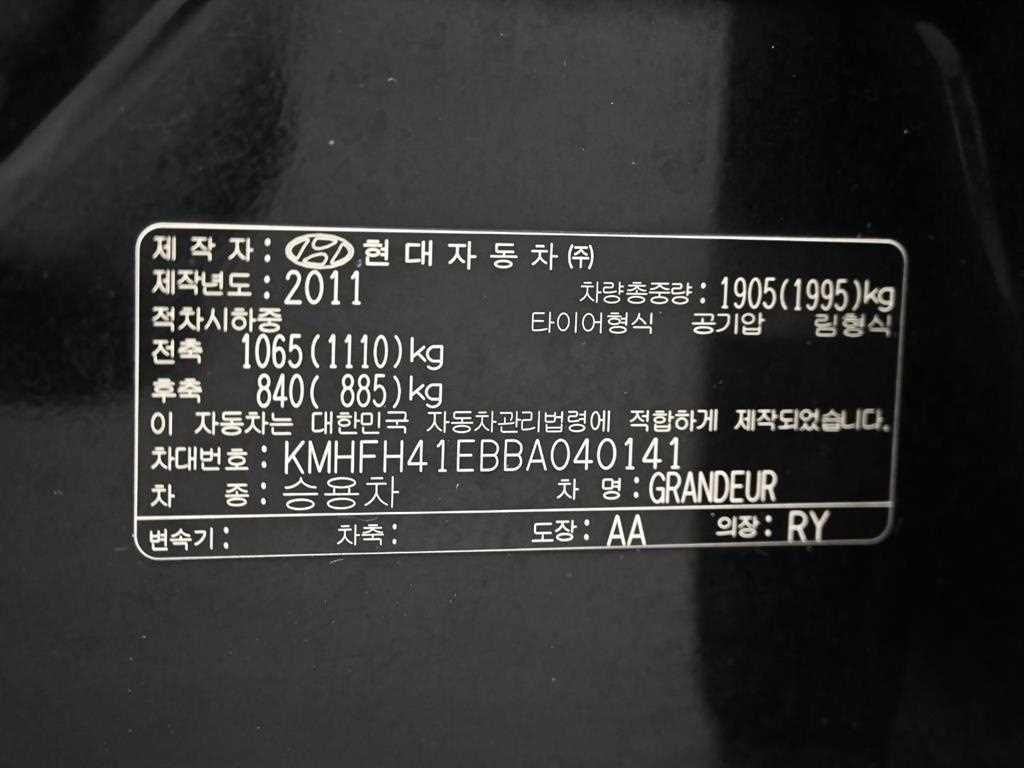 제작자: 현대자동차(주)
제작년도: 2011 차량총중량: 1905(1995)kg
적차시하중 타이어형식 공기압 림형식
전축 1065(1110)kg
후축 840( 885)kg
이 자동차는 대한민국 자동차관리법령에 적합하게 제작되었습니다.
차대번호: KMHFH41EBBA040141
차 종: 승용차 차 명: GRANDEUR
변속기: 차축: 도장: AA 의장: RY